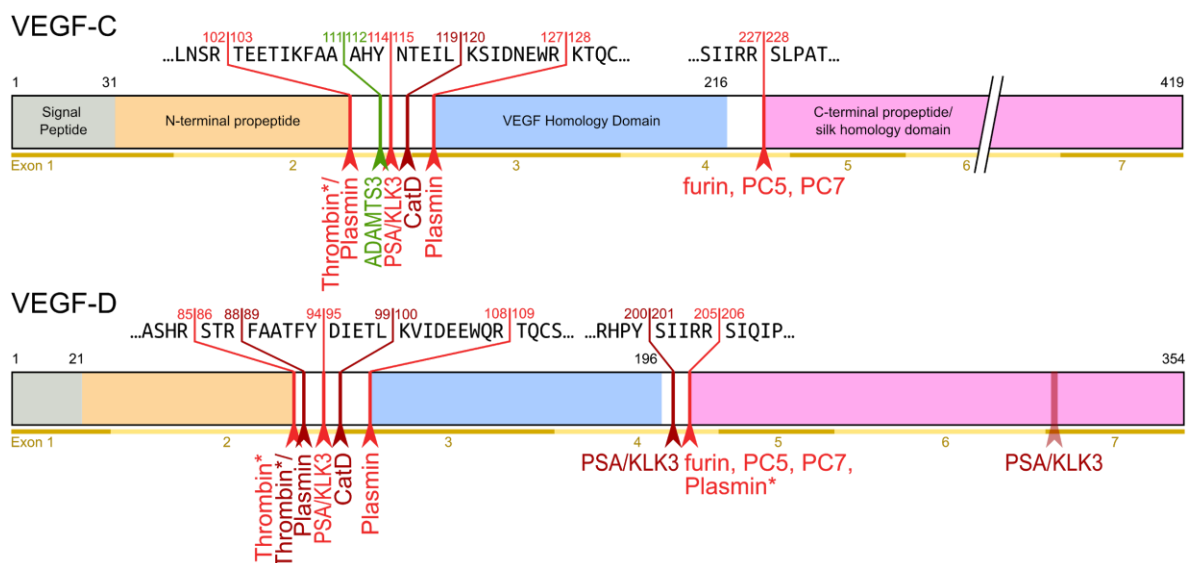 VEGF-C
102|103 111|112 114|115 119|120 127|128 227|228
...LNSR TEETIKFAA AHY NTEIL KSIDNEWR KTQC... ...SIIRR SLPAT...
1 31 216 419
Signal
Peptide
N-terminal propeptide
VEGF Homology Domain
C-terminal propeptide/
silk homology domain
Exon 1 2 3 4 5 6 7
Thrombin*/
Plasmin
ADAMTS3
PSA/KLK3
CatD
Plasmin
furin, PC5, PC7
VEGF-D
85|86 88|89 94|95 99|100 108|109 200|201 205|206
...ASHR STR FAATFY DIETL KVIDEEWQR TQCS... ...RHPY SIIRR SIQIP...
1 21 196 354
Exon 1 2 3 4 5 6 7
Thrombin*
Thrombin*/
Plasmin
PSA/KLK3
CatD
Plasmin
PSA/KLK3
furin, PC5, PC7,
Plasmin*
PSA/KLK3